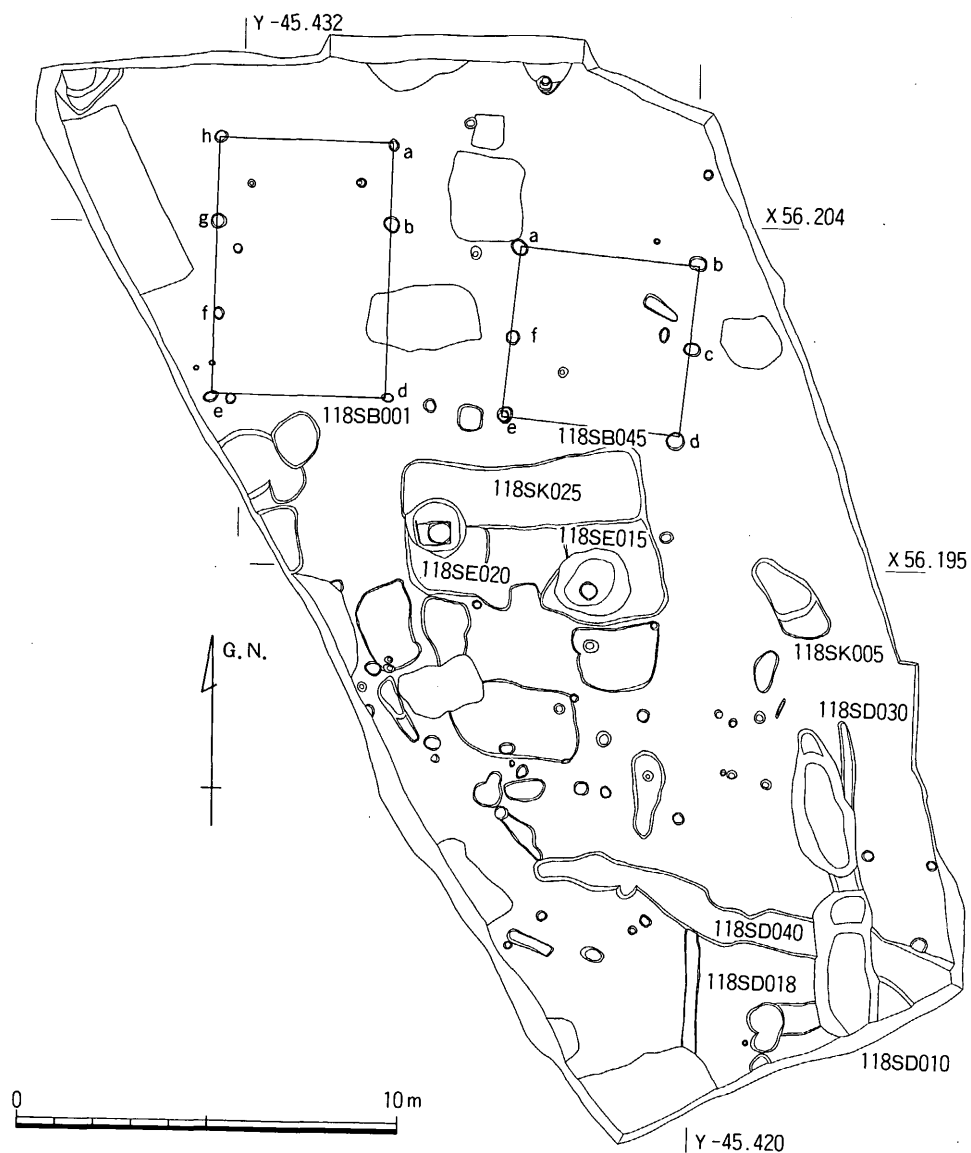 Y -45.432
h
a
g
b
X 56.204
a
b
f
f
c
e
d
118SB001
e
118SB045
d
118SK025
118SE015
118SE020
X 56.195
G. N.
118SK005
118SD030
118SD040
118SD018
118SD010
0
10 m
Y -45.420